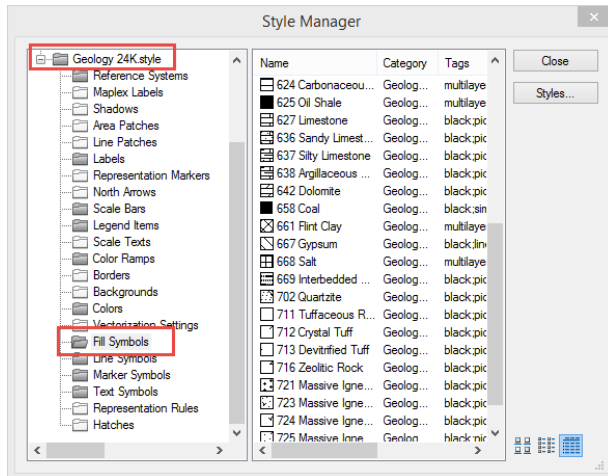 Style Manager
Geology 24K.style
Reference Systems
Maplex Labels
Shadows
Area Patches
Line Patches
Labels
Representation Markers
North Arrows
Scale Bars
Legend Items
Scale Texts
Color Ramps
Borders
Backgrounds
Colors
Vectorization Settings
Fill Symbols
Line Symbols
Marker Symbols
Text Symbols
Representation Rules
Hatches
Name Category Tags
624 Carbonaceou... Geolog... multilaye
625 Oil Shale Geolog... multilaye
627 Limestone Geolog... black;pic
636 Sandy Limest... Geolog... black;pic
637 Silty Limestone Geolog... black;pic
638 Argillaceous ... Geolog... black;pic
642 Dolomite Geolog... black;pic
658 Coal Geolog... black;sim
661 Flint Clay Geolog... multilaye
667 Gypsum Geolog... black;line
668 Salt Geolog... multilaye
669 Interbedded ... Geolog... black;pic
702 Quartzite Geolog... black;pic
711 Tuffaceous R... Geolog... black;pic
712 Crystal Tuff Geolog... black;pic
713 Devitrified Tuff Geolog... black;pic
716 Zeolitic Rock Geolog... black;pic
721 Massive Igne... Geolog... black;pic
723 Massive Igne... Geolog... black;pic
724 Massive Igne... Geolog... black;pic
725 Massive Igne... Geolog... black;pic
Close
Styles...